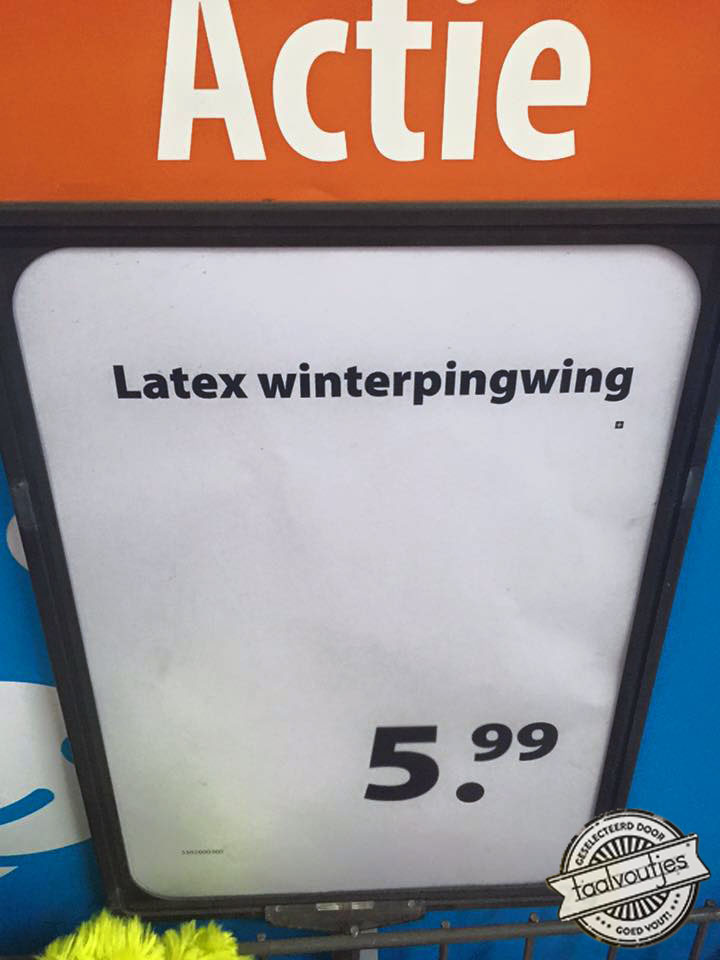 Actie
Latex winterpingwing
5.99
GESELECTEERD DOOR
taalvoutjes
GOED VOUT!